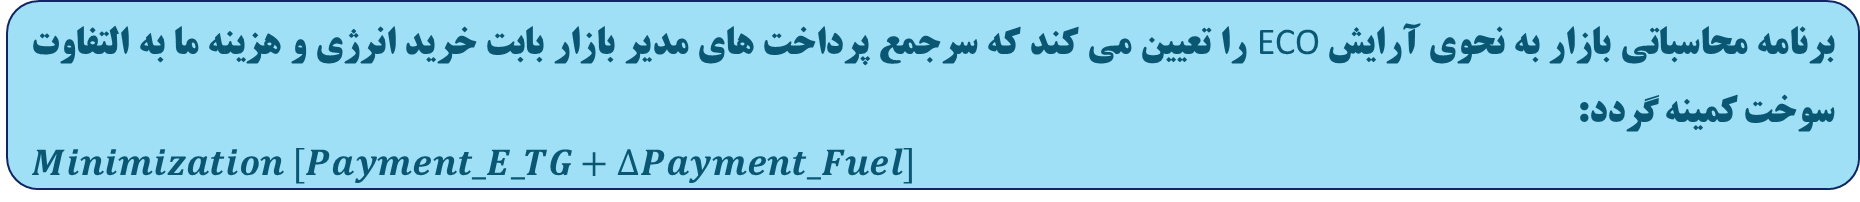 برنامه محاسباتی بازار به نحوی آرایش ECO را تعیین می کند که سرجمع پرداخت های مدیر بازار بابت خرید انرژی و هزینه ما به التفاوت
سوخت کمینه گردد:
Minimization [Payment_E_TG + ΔPayment_Fuel]